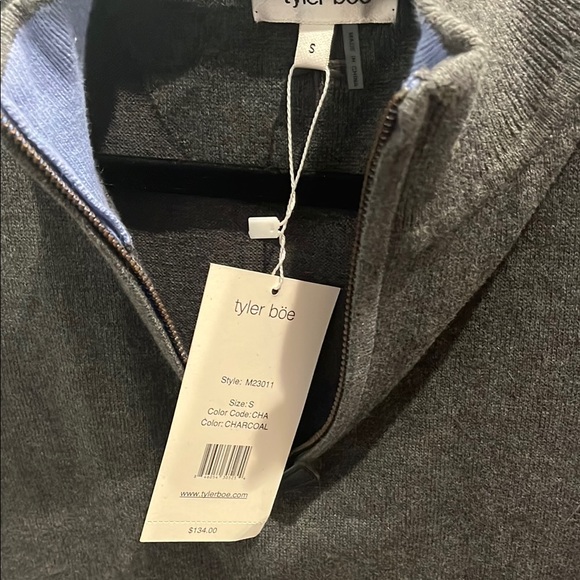 tyler böe
S
MADE IN CHINA
tyler böe
Style: M23011
Size: S
Color Code: CHA
Color: CHARCOAL
www.tylerboe.com
$134.00